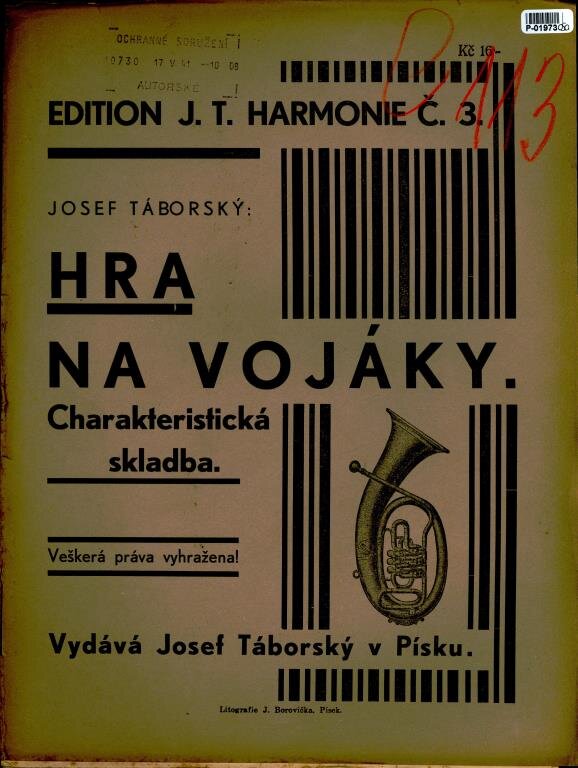 OCHRANNÉ SDRUŽENÍ
Kč 16-
10730 17 V 41 --10 08
AUTORSKÉ
P-01973
EDITION J. T. HARMONIE Č. 3.
113
JOSEF TÁBORSKÝ:
HRA
NA VOJÁKY.
Charakteristická
skladba.
Veškerá práva vyhražena!
Vydává Josef Táborský v Písku.
Litografie J. Borovička, Písek.